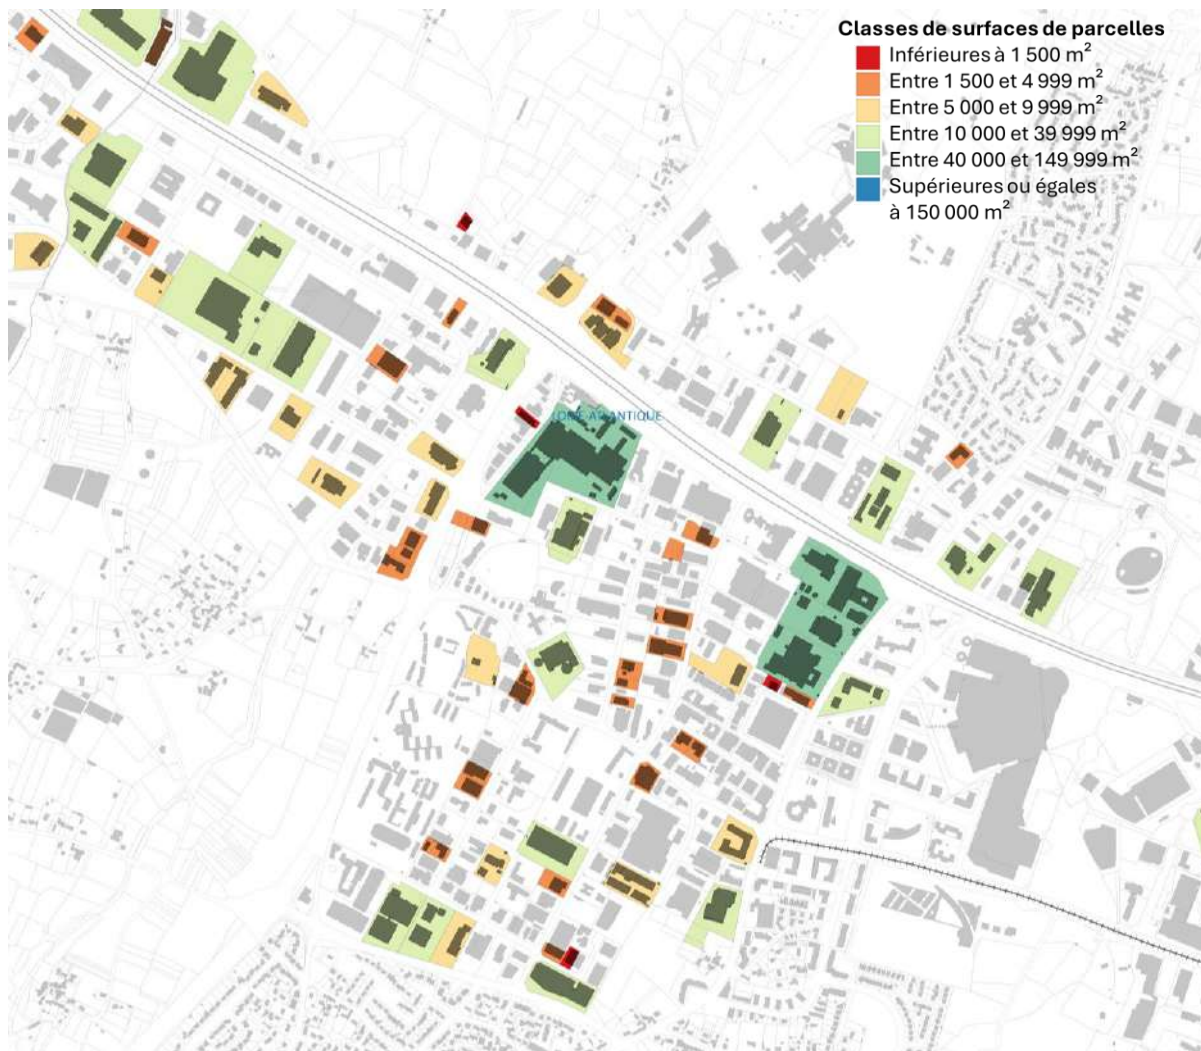 Classes de surfaces de parcelles
Inférieures à 1 500 m²
Entre 1 500 et 4 999 m²
Entre 5 000 et 9 999 m²
Entre 10 000 et 39 999 m²
Entre 40 000 et 149 999 m²
Supérieures ou égales
à 150 000 m²
LOIRE-ATLANTIQUE